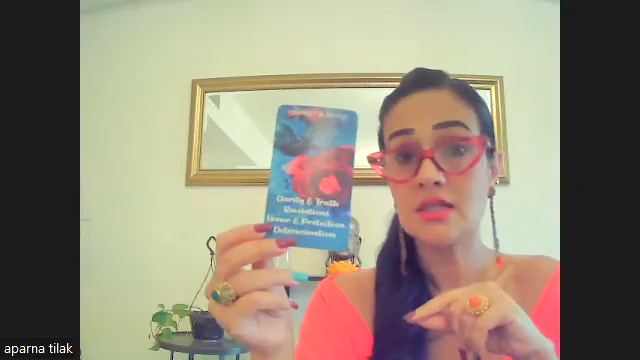 Clarity & Truth
Revelations
Honor & Protection
Determination
aparna tilak